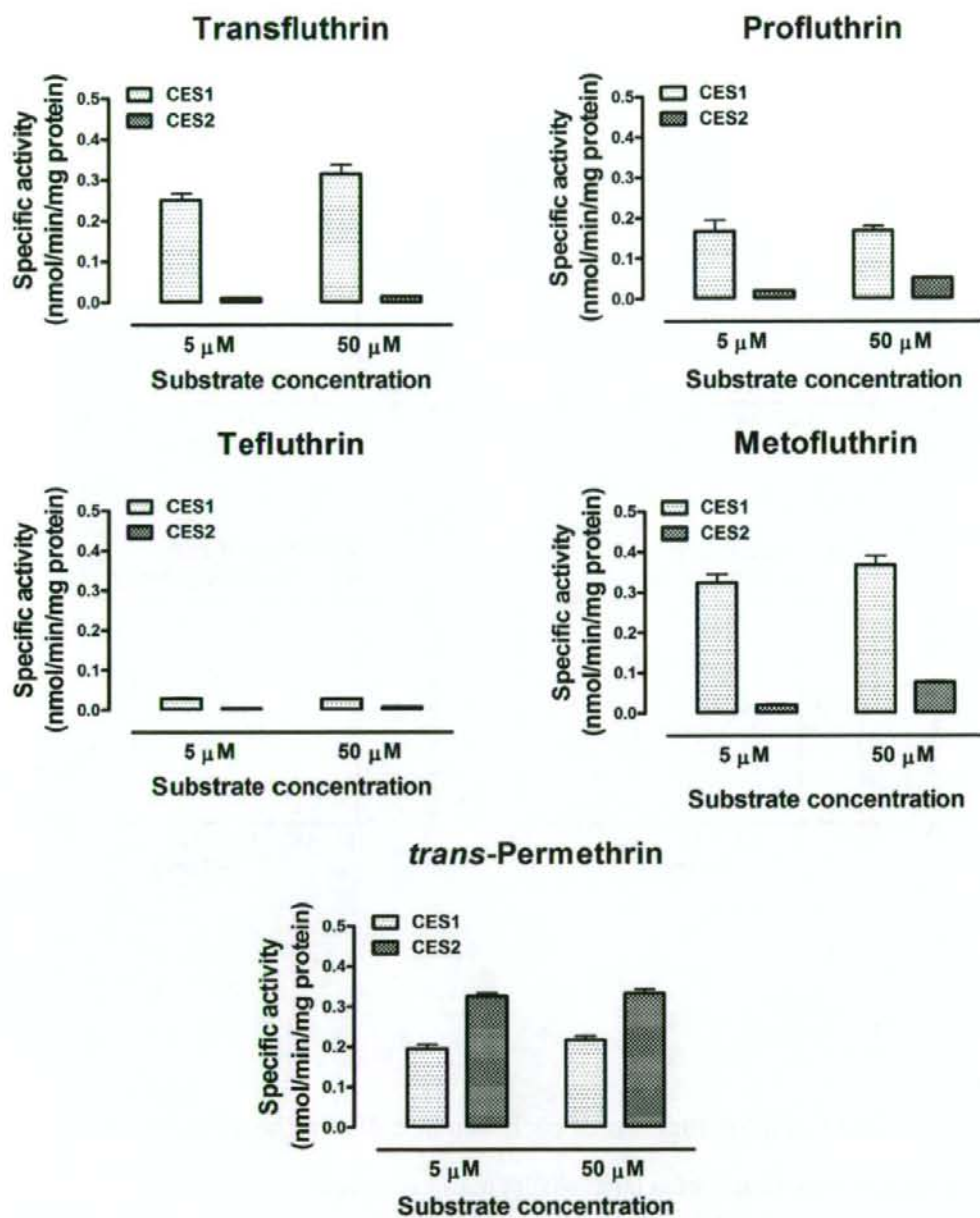 Transfluthrin
Specific activity
(nmol/min/mg protein)
0.5
0.4
0.3
0.2
0.1
0.0
CES1
CES2
5 μM
50 μM
Substrate concentration
Profluthrin
Specific activity
(nmol/min/mg protein)
0.5
0.4
0.3
0.2
0.1
0.0
CES1
CES2
5 μM
50 μM
Substrate concentration
Tefluthrin
Specific activity
(nmol/min/mg protein)
0.5
0.4
0.3
0.2
0.1
0.0
CES1
CES2
5 μM
50 μM
Substrate concentration
Metofluthrin
Specific activity
(nmol/min/mg protein)
0.5
0.4
0.3
0.2
0.1
0.0
CES1
CES2
5 μM
50 μM
Substrate concentration
trans-Permethrin
Specific activity
(nmol/min/mg protein)
0.5
0.4
0.3
0.2
0.1
0.0
CES1
CES2
5 μM
50 μM
Substrate concentration